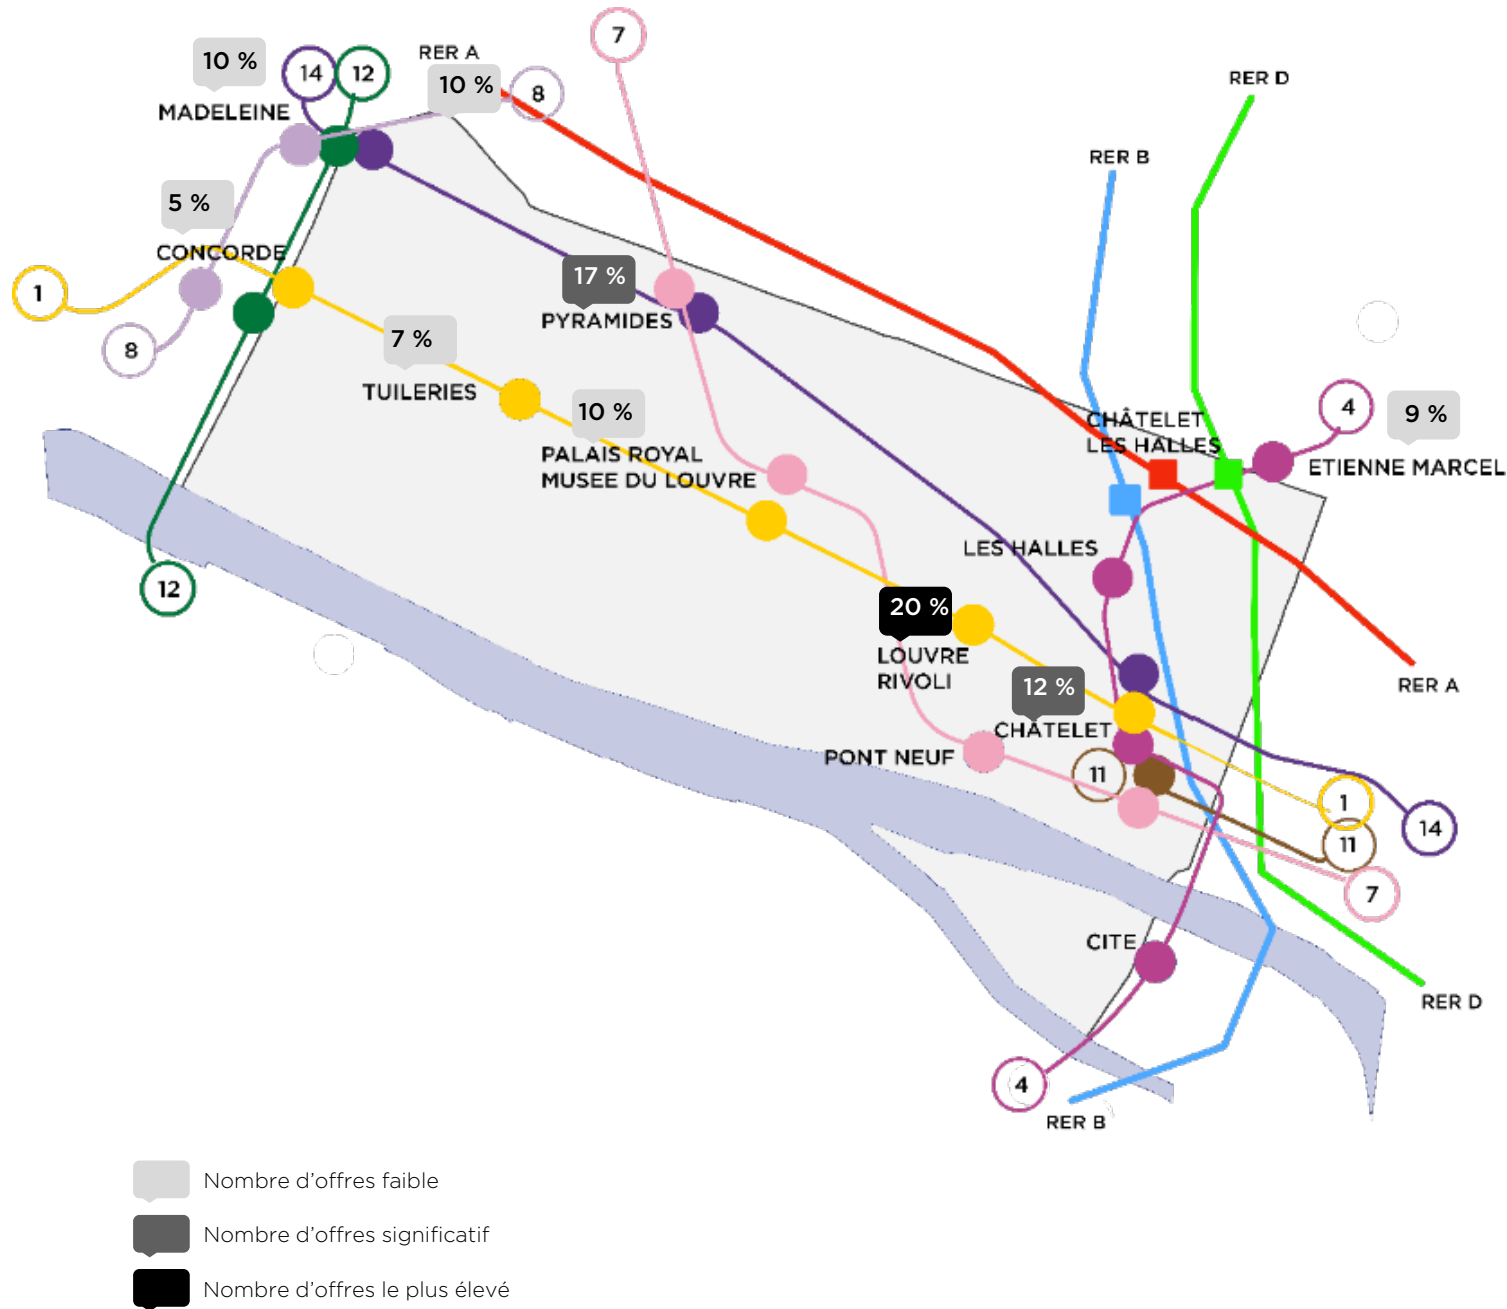 7
RER A
10 %
14
12
10 %
8
RER D
MADELEINE
RER B
5 %
CONCORDE
17 %
1
PYRAMIDES
7 %
8
TUILERIES
10 %
4
9 %
CHÂTELET
LES HALLES
PALAIS ROYAL
MUSEE DU LOUVRE
ETIENNE MARCEL
LES HALLES
12
20 %
LOUVRE
RIVOLI
12 %
RER A
CHÂTELET
PONT NEUF
11
1
14
11
7
CITE
RER D
4
RER B
Nombre d'offres faible
Nombre d'offres significatif
Nombre d'offres le plus élevé